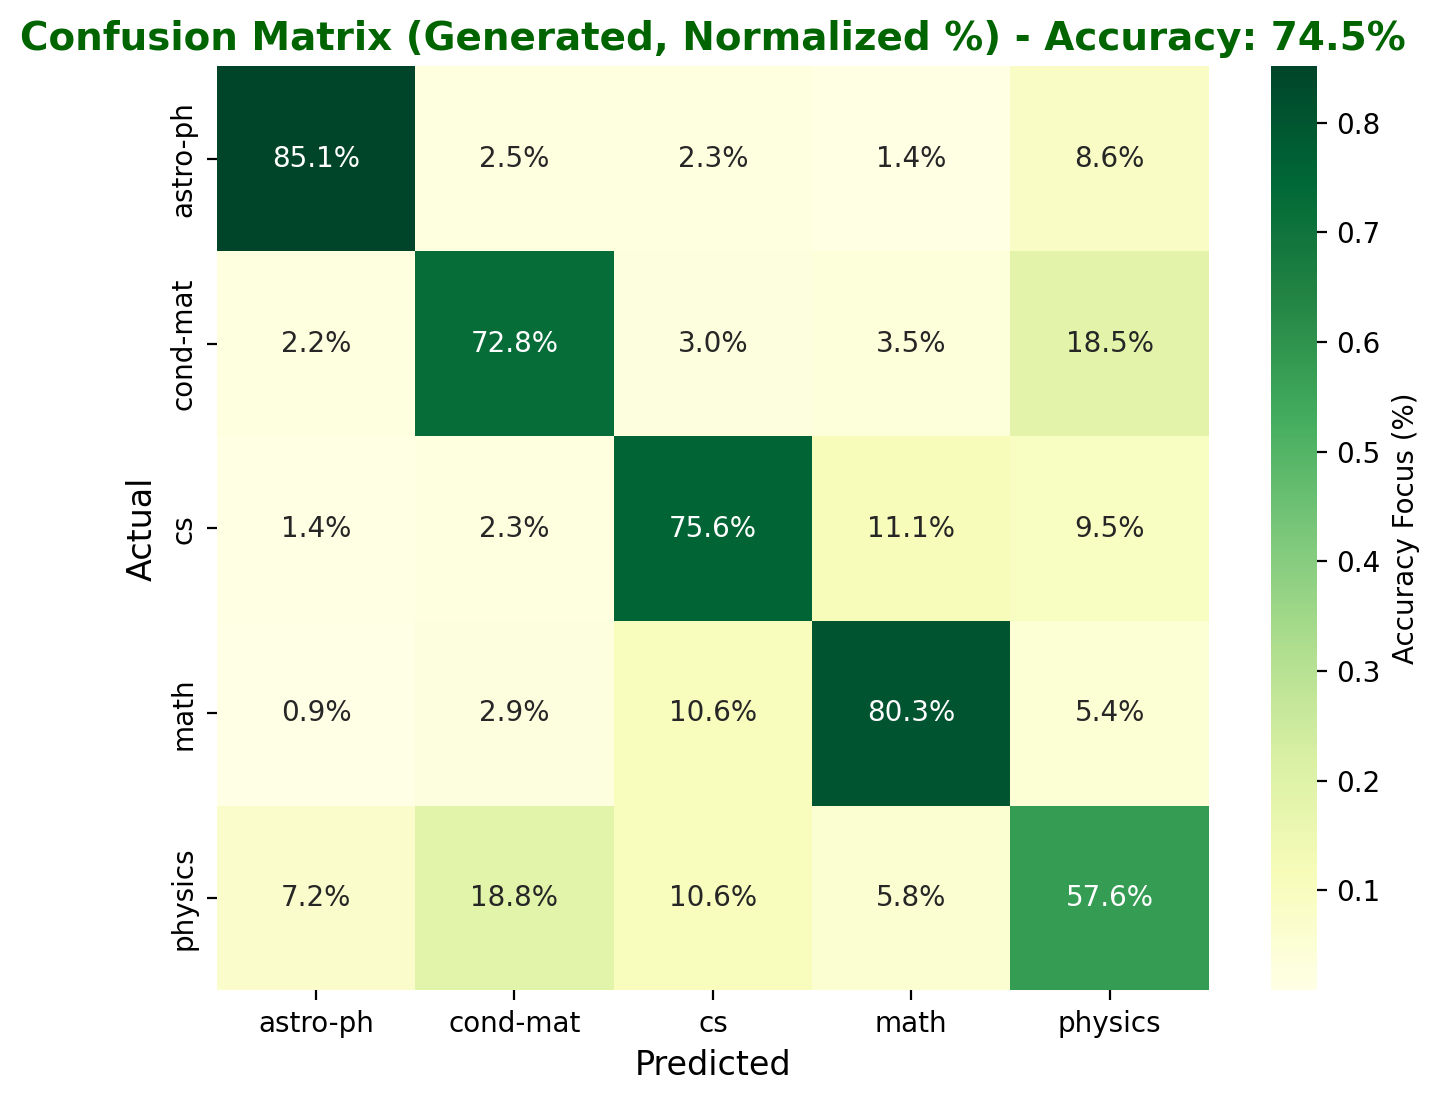 Confusion Matrix (Generated, Normalized %) - Accuracy: 74.5%
Actual
astro-ph
85.1%
2.5%
2.3%
1.4%
8.6%
cond-mat
2.2%
72.8%
3.0%
3.5%
18.5%
cs
1.4%
2.3%
75.6%
11.1%
9.5%
math
0.9%
2.9%
10.6%
80.3%
5.4%
physics
7.2%
18.8%
10.6%
5.8%
57.6%
astro-ph
cond-mat
cs
math
physics
Predicted
0.8
0.7
0.6
0.5
0.4
0.3
0.2
0.1
Accuracy Focus (%)